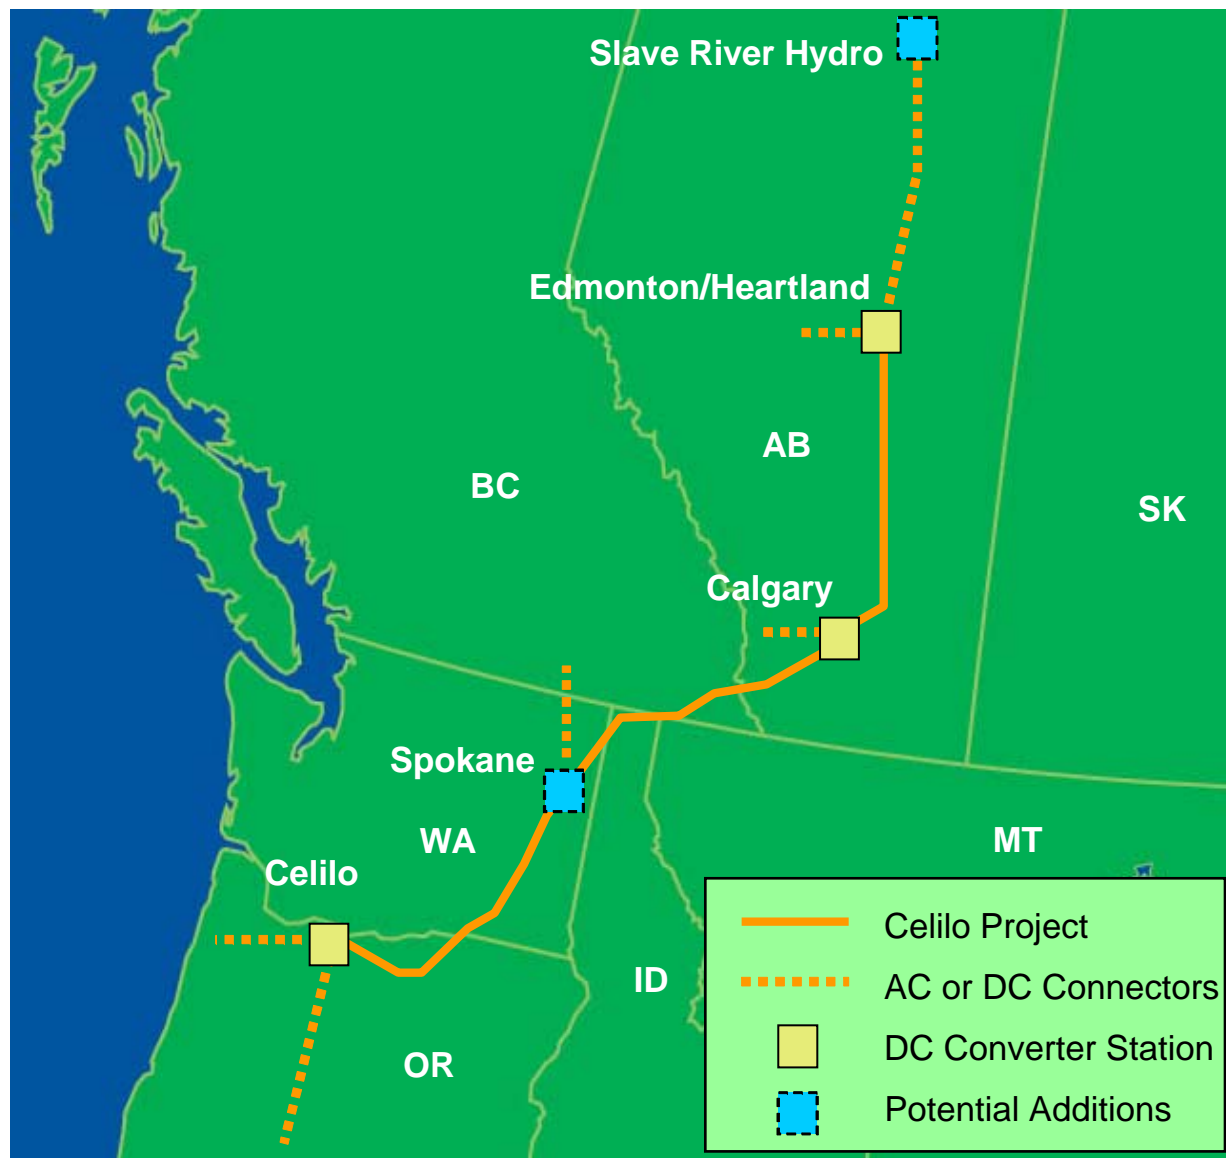 Slave River Hydro
Edmonton/Heartland
AB
BC
SK
Calgary
Spokane
WA
MT
Celilo
ID
OR
Celilo Project
AC or DC Connectors
DC Converter Station
Potential Additions